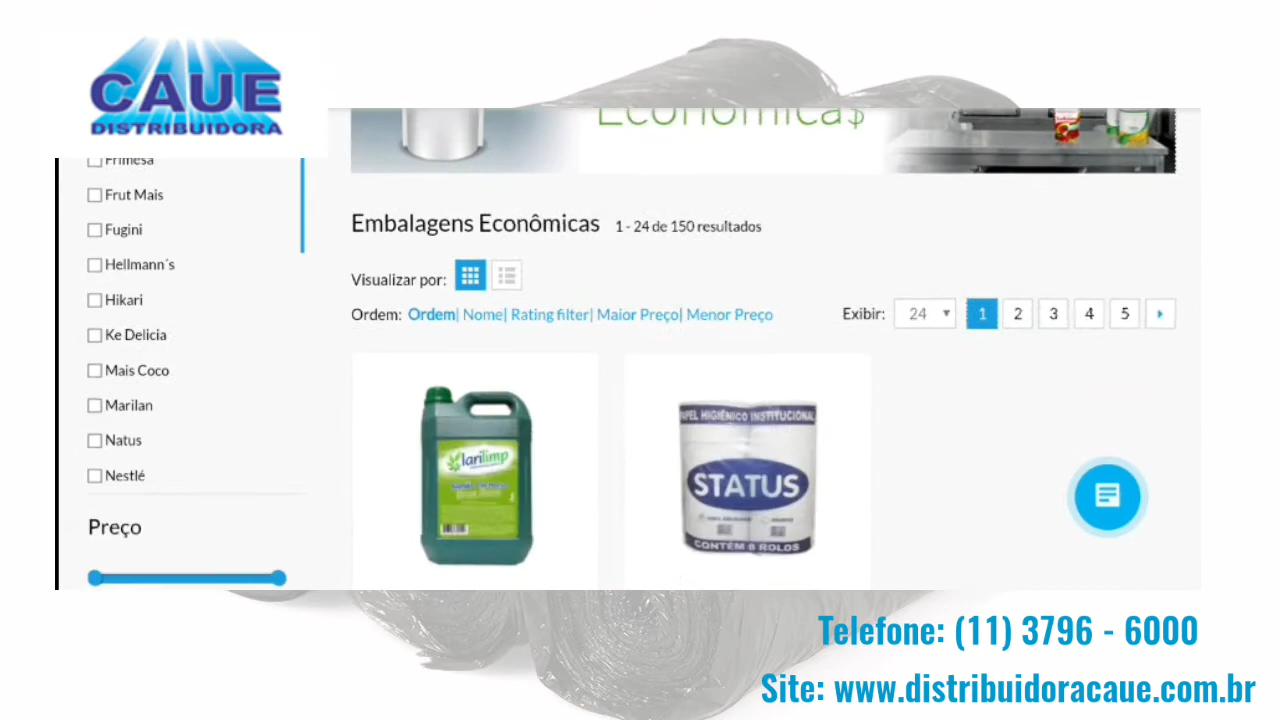 CAUE
DISTRIBUIDORA
Econômica$
Frimesa
Frut Mais
Fugini
Hellmann´s
Hikari
Ke Delicia
Mais Coco
Marilan
Natus
Nestlé
Preço
Embalagens Econômicas 1 - 24 de 150 resultados
Visualizar por:
Ordem: Ordem| Nome| Rating filter| Maior Preço| Menor Preço
Exibir: 24 1 2 3 4 5
larilimp
PAPEL HIGIÊNICO INSTITUCIONAL
STATUS
CONTÉM 8 ROLOS
Telefone: (11) 3796 - 6000
Site: www.distribuidoracaue.com.br